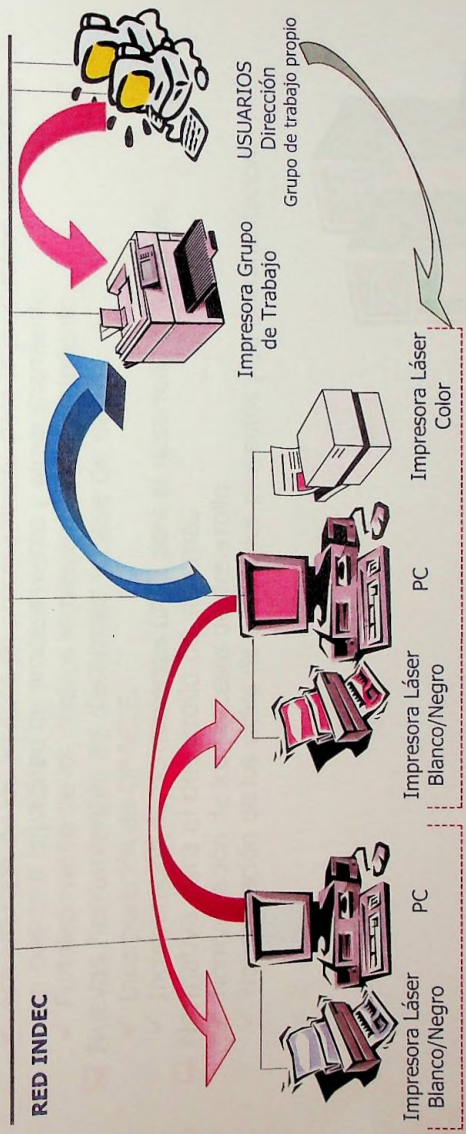 RED INDEC
Impresora Láser
Blanco/Negro
PC
Impresora Láser
Blanco/Negro
PC
Impresora Láser
Color
Impresora Grupo
de Trabajo
USUARIOS
Dirección
Grupo de trabajo propio